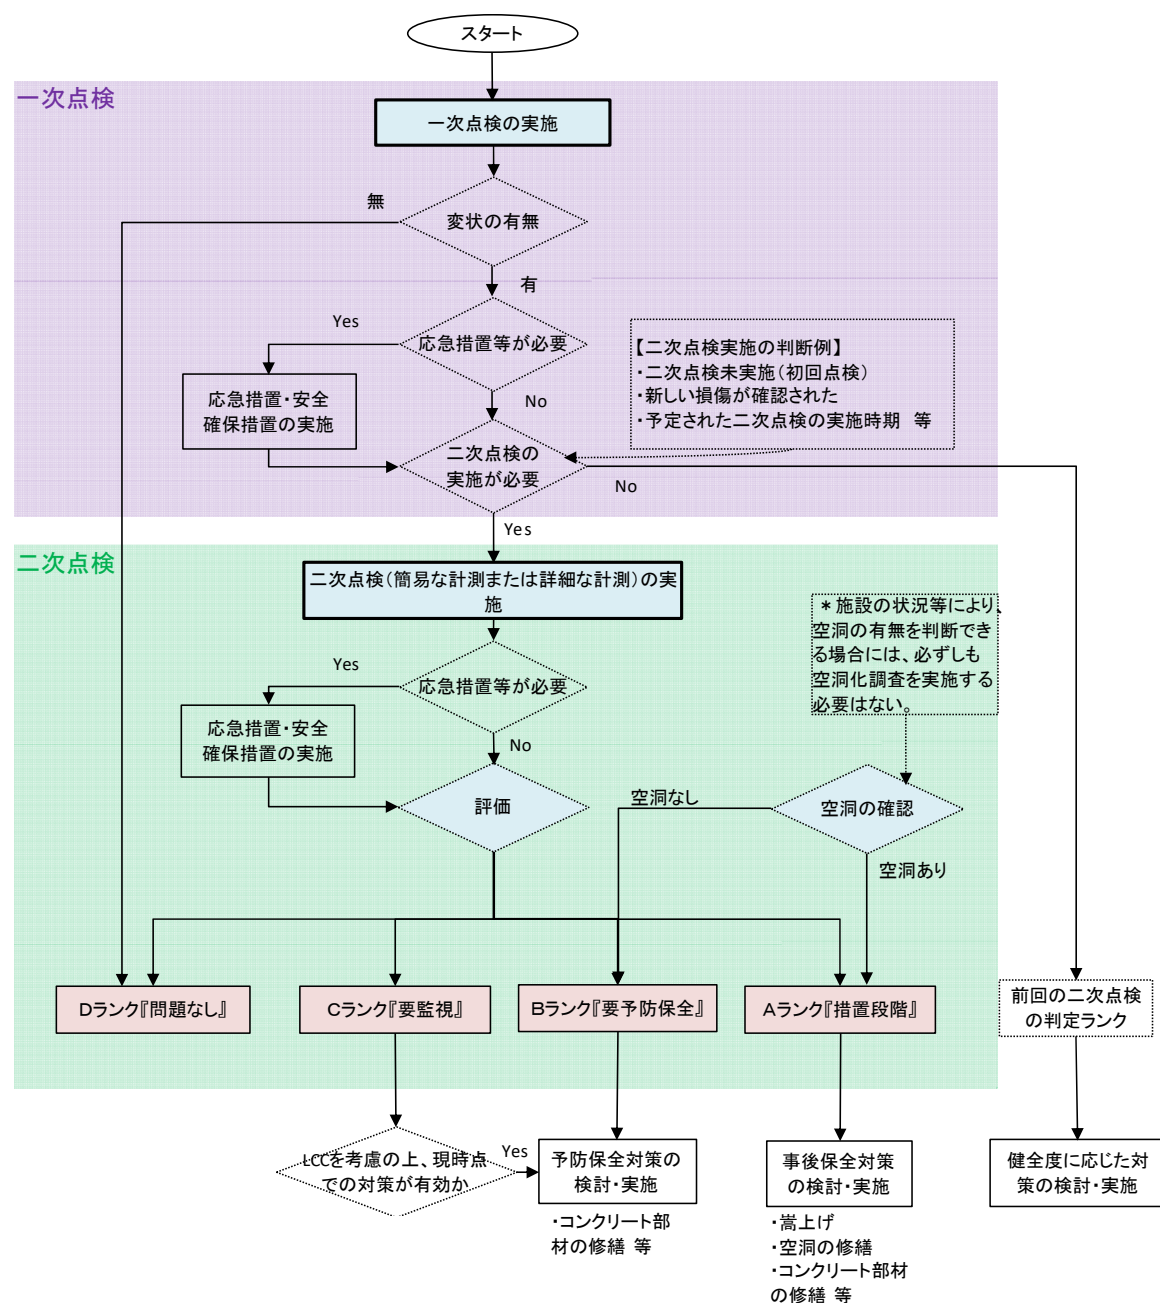 スタート
一次点検
一次点検の実施
無
変状の有無
有
Yes
応急措置等が必要
【二次点検実施の判断例】
・二次点検未実施（初回点検）
・新しい損傷が確認された
・予定された二次点検の実施時期 等
応急措置・安全
確保措置の実施
No
二次点検の
実施が必要
No
Yes
二次点検
二次点検（簡易な計測または詳細な計測）の実
施
＊施設の状況等により、
空洞の有無を判断でき
る場合には、必ずしも
空洞化調査を実施する
必要はない。
Yes
応急措置等が必要
応急措置・安全
確保措置の実施
No
評価
空洞なし
空洞の確認
空洞あり
Dランク『問題なし』
Cランク『要監視』
Bランク『要予防保全』
Aランク『措置段階』
前回の二次点検
の判定ランク
LCCを考慮の上、現時点
での対策が有効か
Yes
予防保全対策の
検討・実施
事後保全対策
の検討・実施
健全度に応じた対
策の検討・実施
・コンクリート部
材の修繕 等
・嵩上げ
・空洞の修繕
・コンクリート部材
の修繕 等